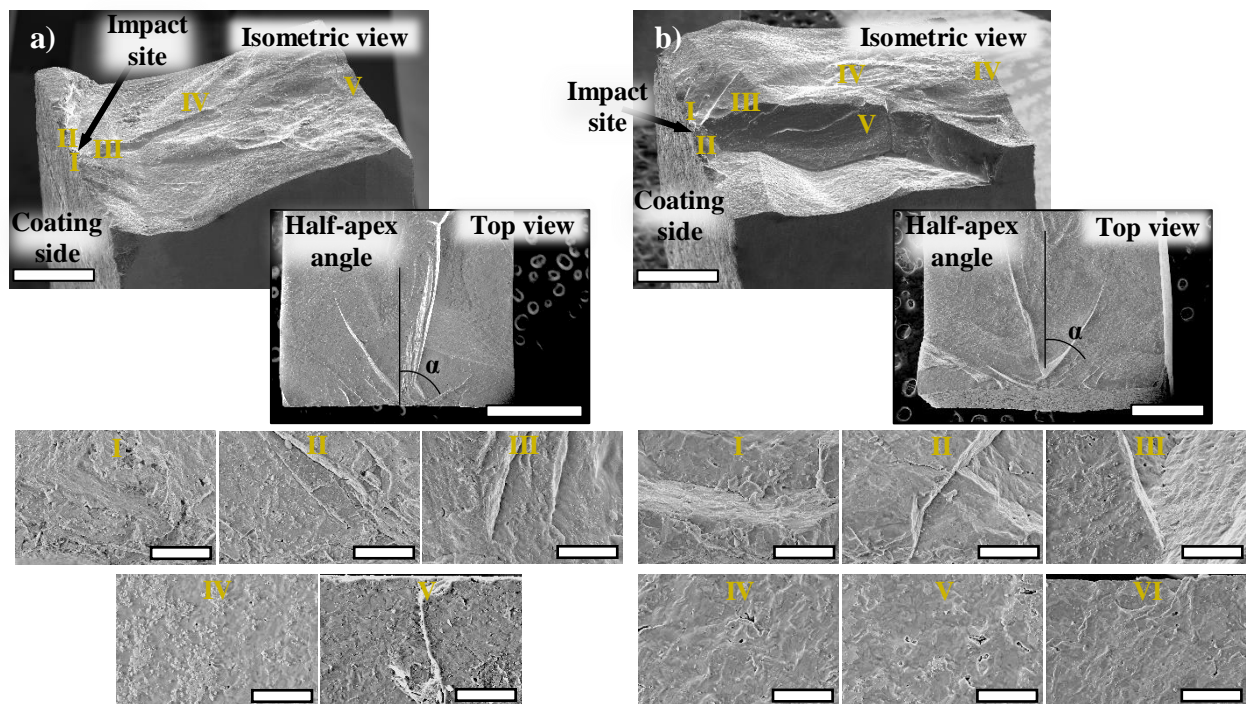 a)
Impact
site
Isometric view
IV
V
II
I
III
Coating
side
Half-apex
angle
Top view
α
I
II
III
IV
V
b)
Isometric view
Impact
site
I
II
III
IV
IV
V
Coating
side
Half-apex
angle
Top view
α
I
II
III
IV
V
VI